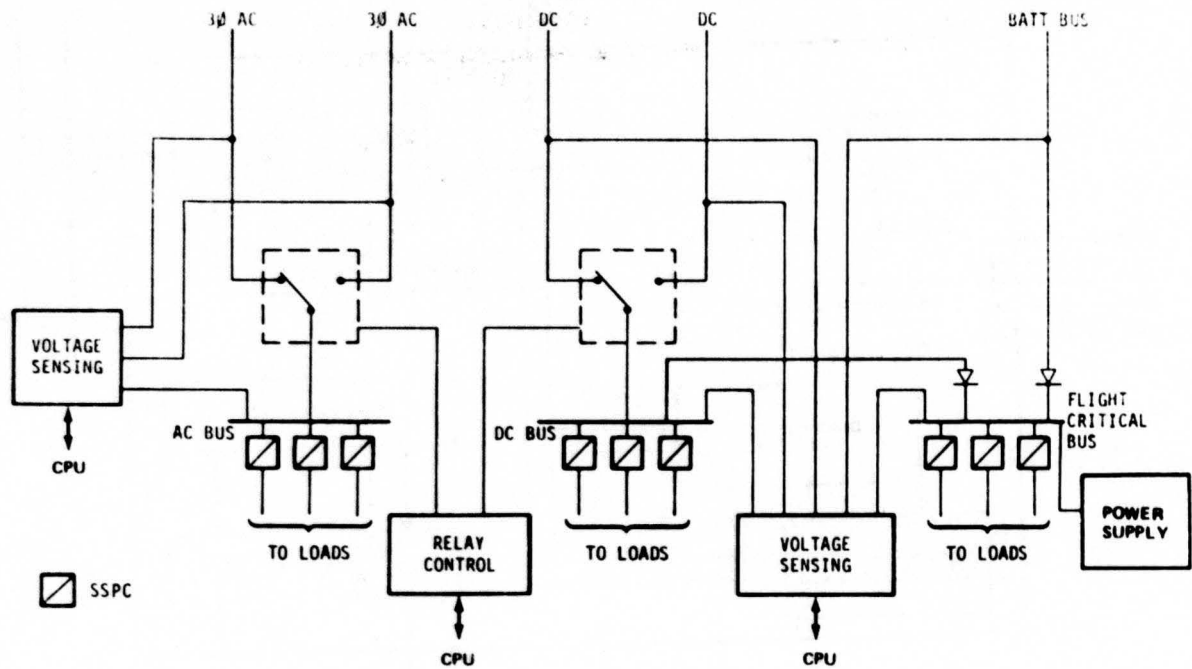 3Ø AC
3Ø AC
DC
DC
BATT BUS
VOLTAGE
SENSING
CPU
AC BUS
DC BUS
FLIGHT
CRITICAL
BUS
TO LOADS
RELAY
CONTROL
CPU
TO LOADS
VOLTAGE
SENSING
CPU
TO LOADS
POWER
SUPPLY
SSPC